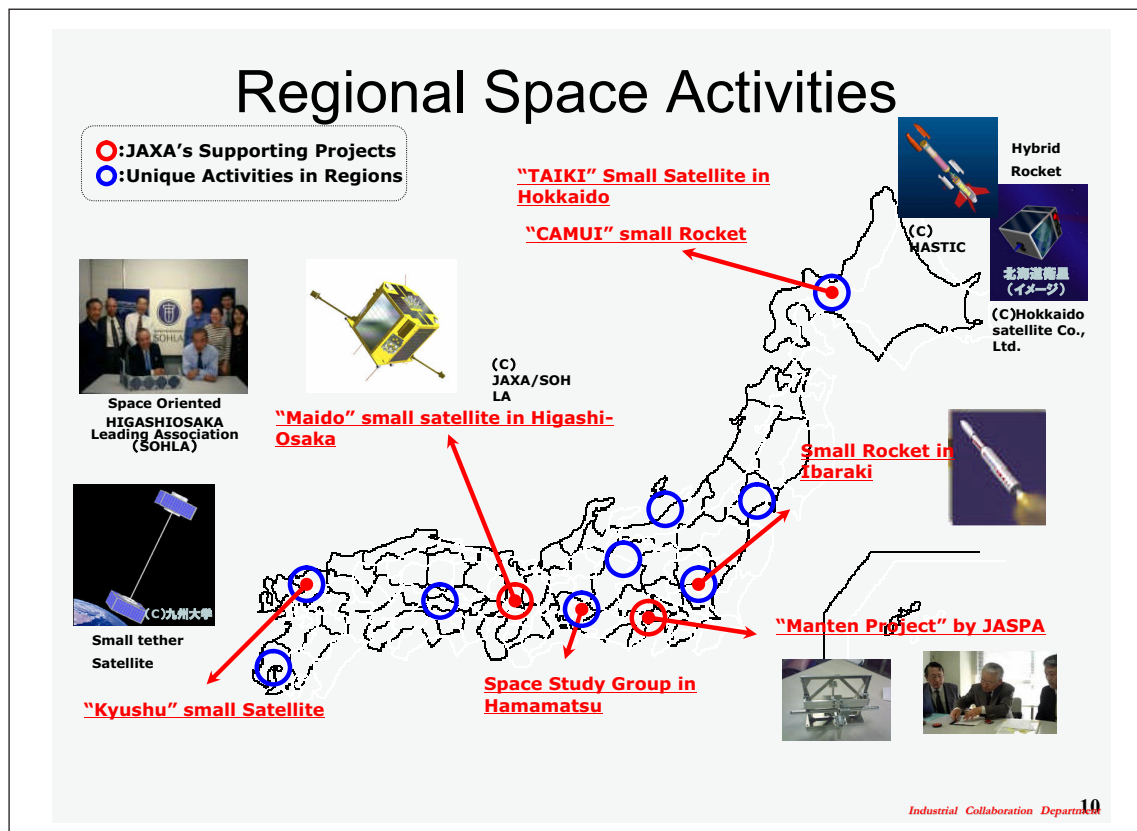 Regional Space Activities
:JAXA's Supporting Projects
:Unique Activities in Regions
"TAIKI" Small Satellite in
Hokkaido
"CAMUI" small Rocket
Hybrid
Rocket
(C)
HASTIC
北海道衛星
(イメージ)
(C)Hokkaido
satellite Co.,
Ltd.
SOHLA
Space Oriented
HIGASHIOSAKA
Leading Association
(SOHLA)
(C)
JAXA/SOH
LA
"Maido" small satellite in Higashi-
Osaka
Small Rocket in
Ibaraki
(C)九州大学
Small tether
Satellite
"Manten Project" by JASPA
"Kyushu" small Satellite
Space Study Group in
Hamamatsu
Industrial Collaboration Department
10